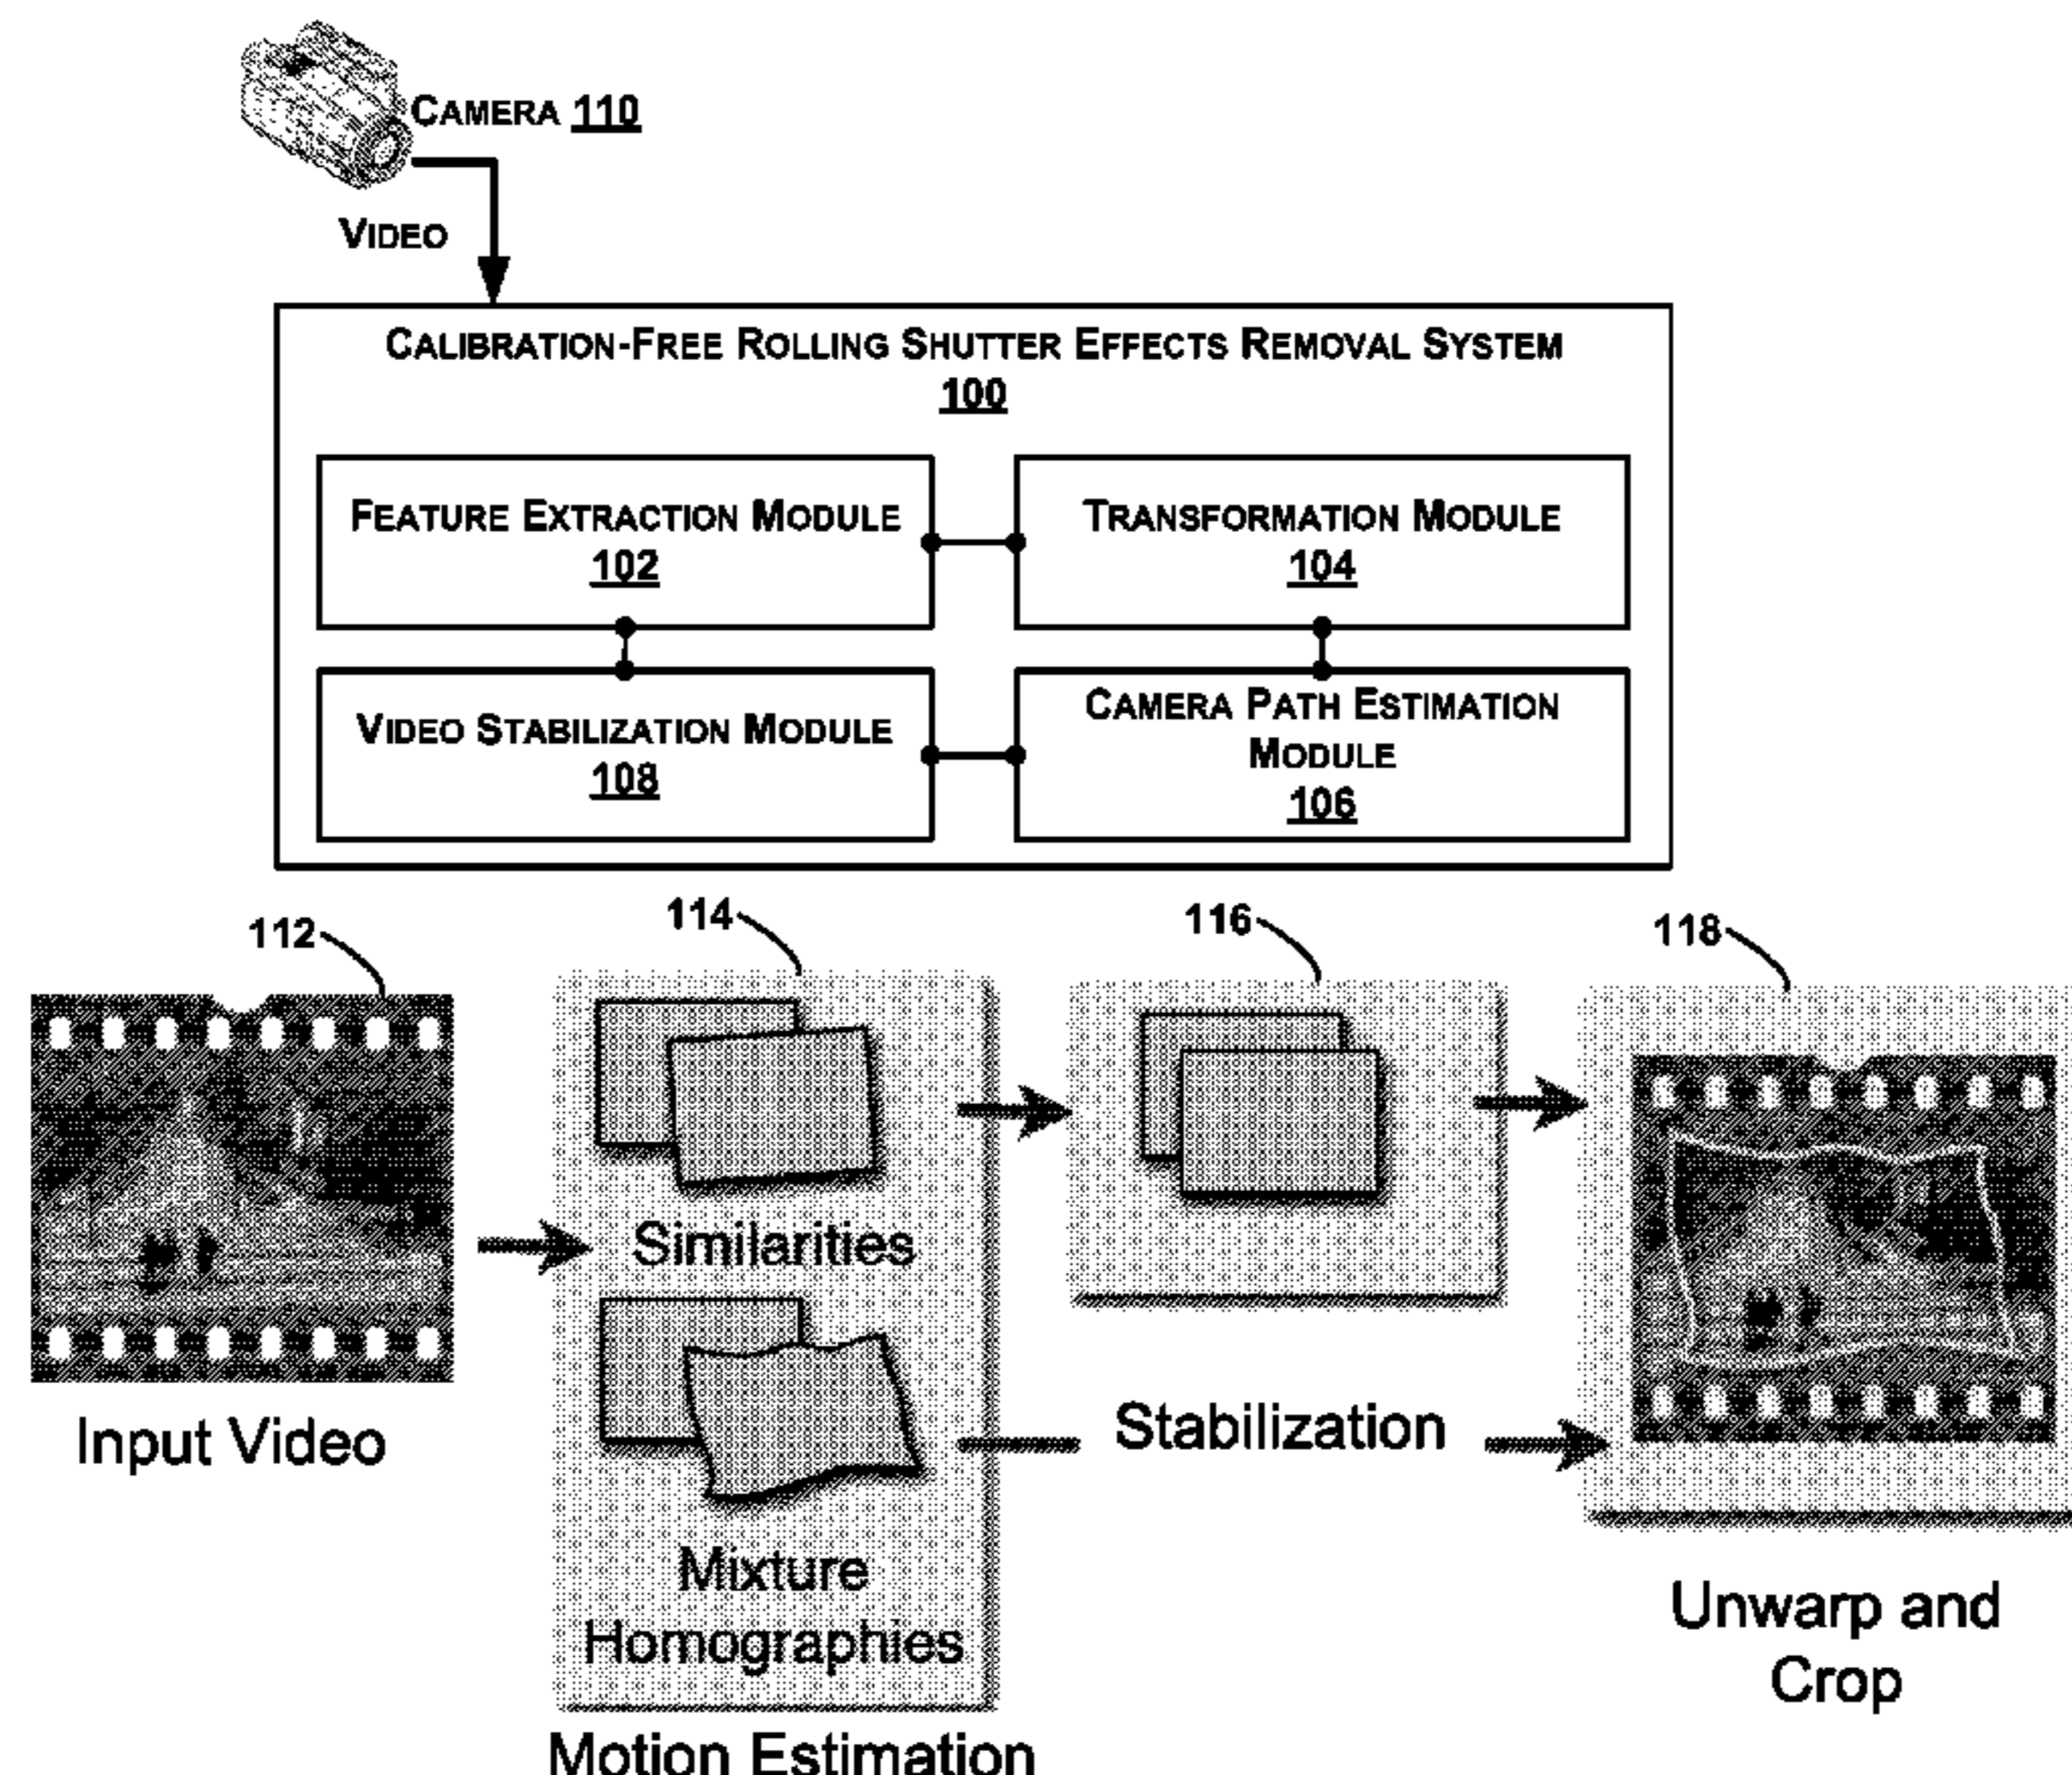 CAMERA 110
VIDEO
CALIBRATION-FREE ROLLING SHUTTER EFFECTS REMOVAL SYSTEM
100
FEATURE EXTRACTION MODULE
102
TRANSFORMATION MODULE
104
VIDEO STABILIZATION MODULE
108
CAMERA PATH ESTIMATION
MODULE
106
112
114
116
118
Similarities
Input Video
Stabilization
Mixture
Homographies
Unwarp and
Crop
Motion Estimation